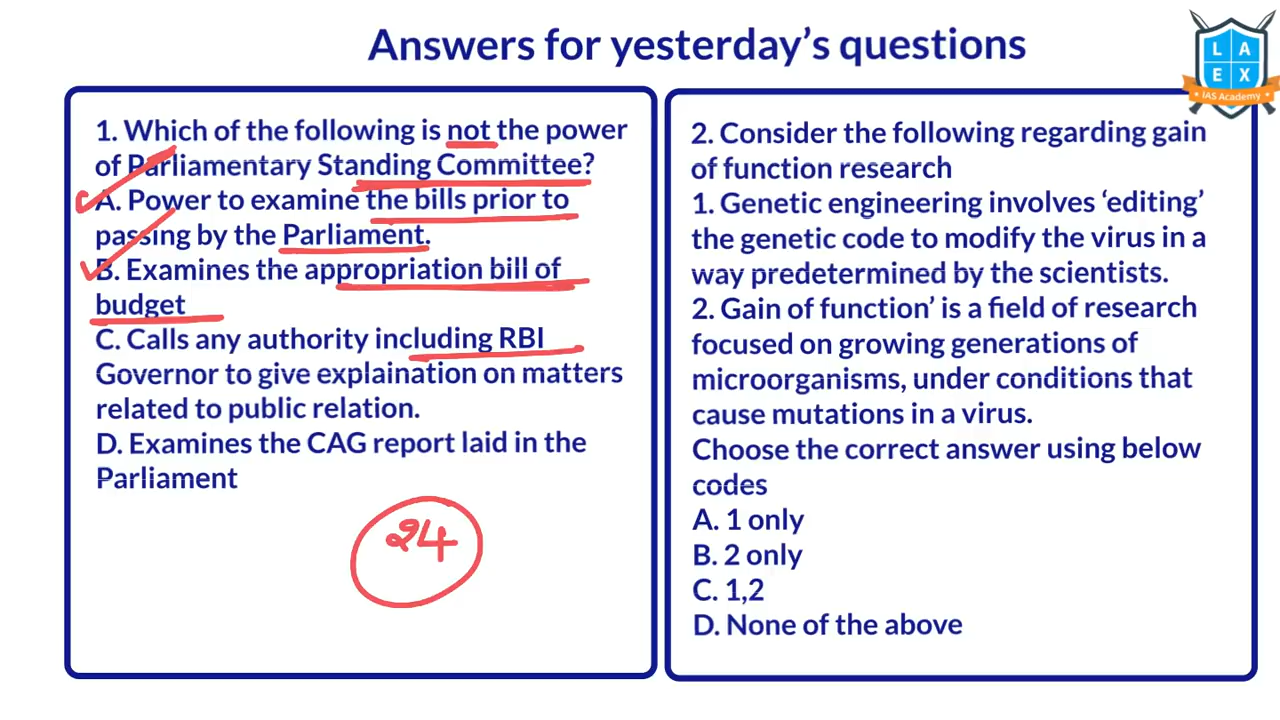 Answers for yesterday's questions
L A
E X
IAS Academy
1. Which of the following is not the power
of Parliamentary Standing Committee?
A. Power to examine the bills prior to
passing by the Parliament.
B. Examines the appropriation bill of
budget
C. Calls any authority including RBI
Governor to give explaination on matters
related to public relation.
D. Examines the CAG report laid in the
Parliament
24
2. Consider the following regarding gain
of function research
1. Genetic engineering involves ‘editing’
the genetic code to modify the virus in a
way predetermined by the scientists.
2. Gain of function’ is a field of research
focused on growing generations of
microorganisms, under conditions that
cause mutations in a virus.
Choose the correct answer using below
codes
A. 1 only
B. 2 only
C. 1,2
D. None of the above